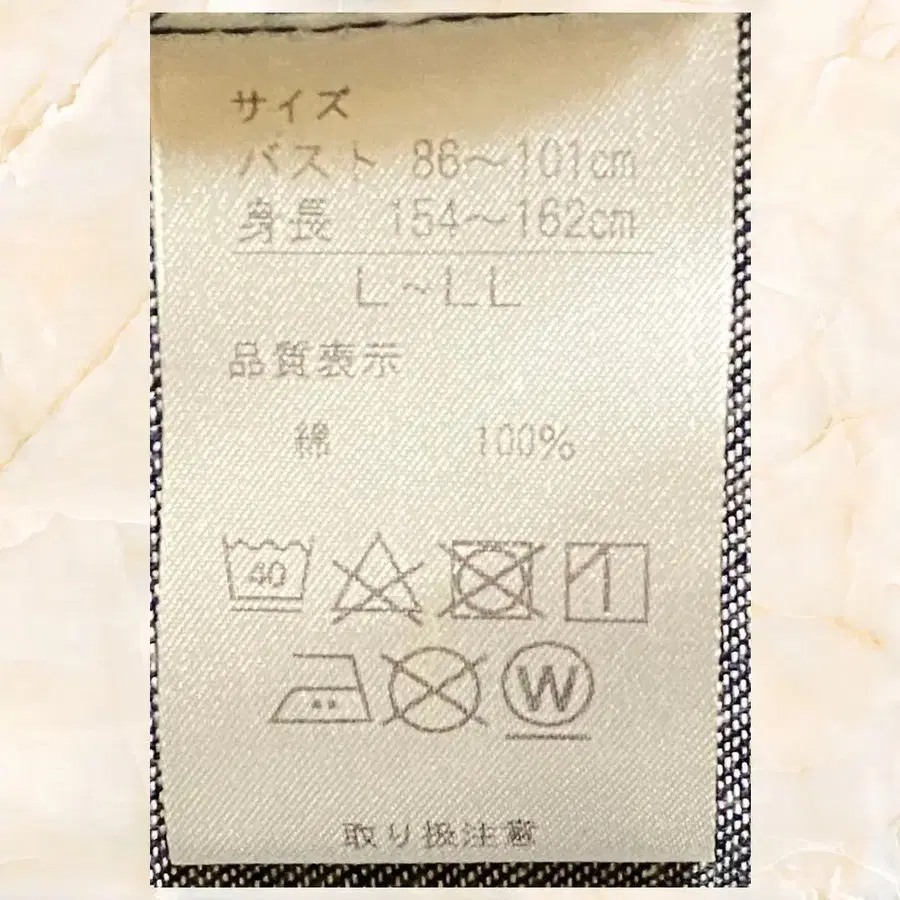 サイズ
バスト 86～101cm
身長 154～162cm
L～LL
品質表示
綿 100%
40
W
取り扱注意